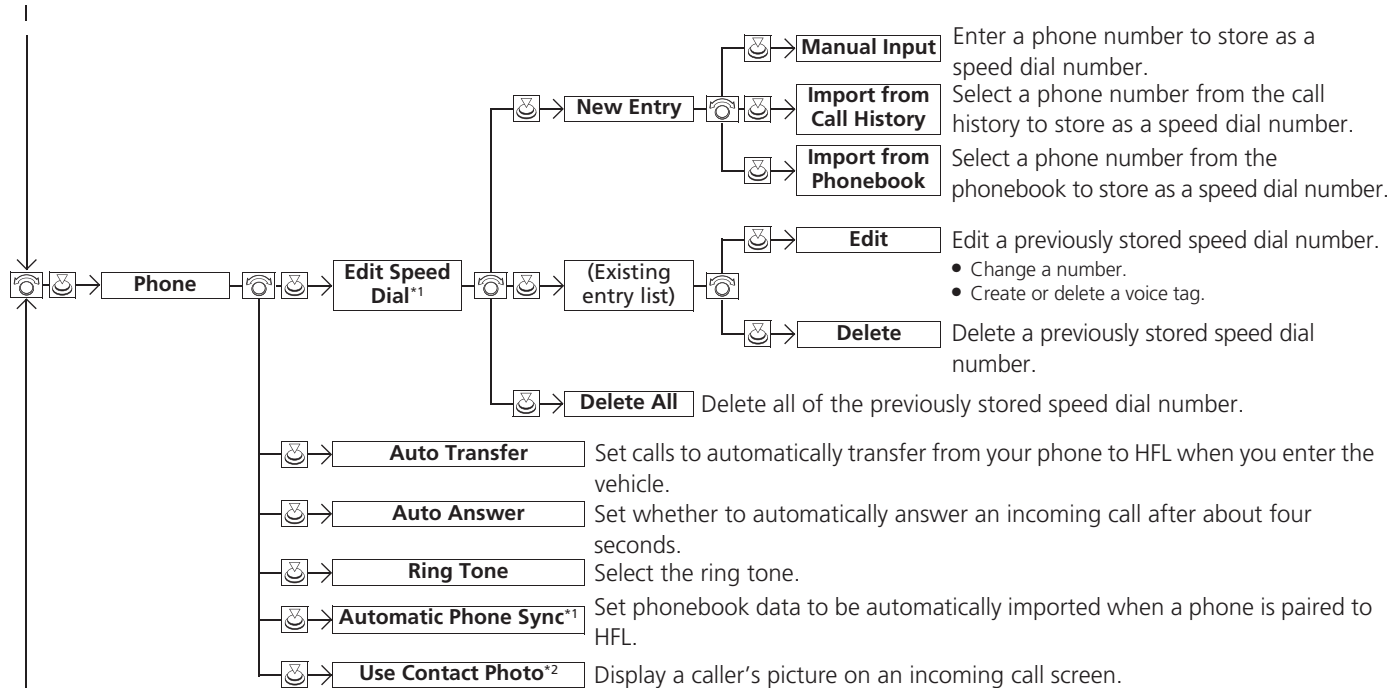 Manual Input
Enter a phone number to store as a
speed dial number.
New Entry
Import from
Call History
Select a phone number from the call
history to store as a speed dial number.
Import from
Phonebook
Select a phone number from the
phonebook to store as a speed dial number.
Phone
Edit Speed
Dial*1
(Existing
entry list)
Edit
Edit a previously stored speed dial number.
● Change a number.
● Create or delete a voice tag.
Delete
Delete a previously stored speed dial
number.
Delete All
Delete all of the previously stored speed dial number.
Auto Transfer
Set calls to automatically transfer from your phone to HFL when you enter the
vehicle.
Auto Answer
Set whether to automatically answer an incoming call after about four
seconds.
Ring Tone
Select the ring tone.
Automatic Phone Sync*1
Set phonebook data to be automatically imported when a phone is paired to
HFL.
Use Contact Photo*2
Display a caller's picture on an incoming call screen.